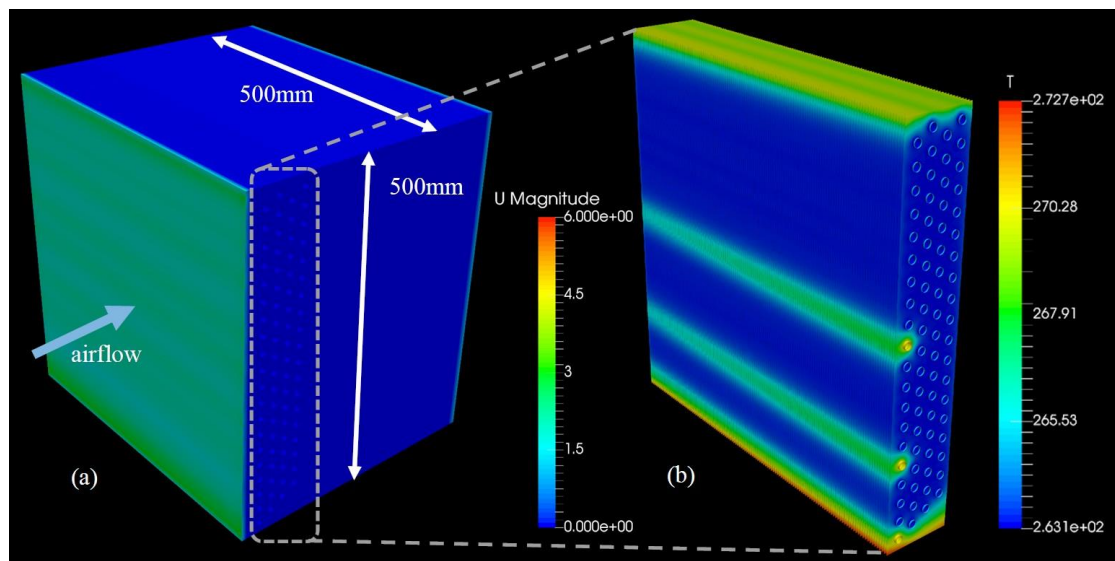 500mm
500mm
airflow
(a)
U Magnitude
6.000e+00
4.5
3
1.5
0.000e+00
(b)
T
2.727e+02
270.28
267.91
265.53
2.631e+02